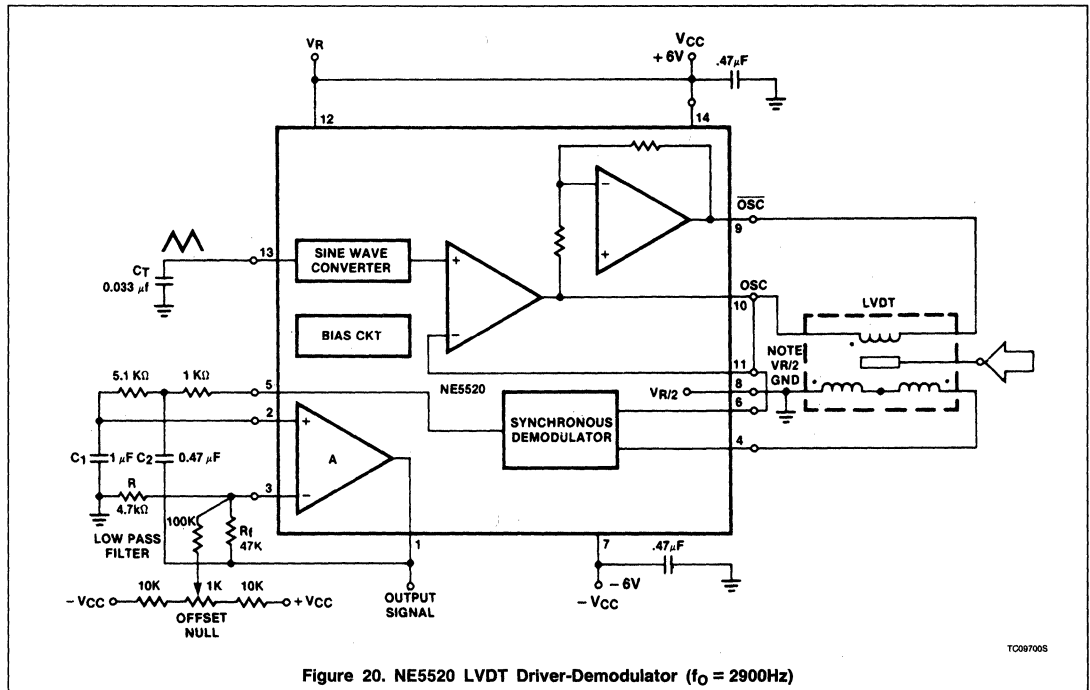 VR
VCC
+ 6V
.47µF
12
14
OSC
9
13
SINE WAVE
CONVERTER
CT
0.033 µf
OSC
10
LVDT
BIAS CKT
11
NOTE
VR/2
GND
5.1 KΩ
1 KΩ
5
NE5520
VR/2
8
6
SYNCHRONOUS
DEMODULATOR
2
4
C1
1 µF
C2
0.47 µF
A
R
4.7kΩ
3
100K
Rf
47K
LOW PASS
FILTER
1
7
.47µF
10K
1K
10K
– VCC
+ VCC
OFFSET
NULL
OUTPUT
SIGNAL
– 6V
– VCC
TC09700S
Figure 20. NE5520 LVDT Driver-Demodulator (fO = 2900Hz)